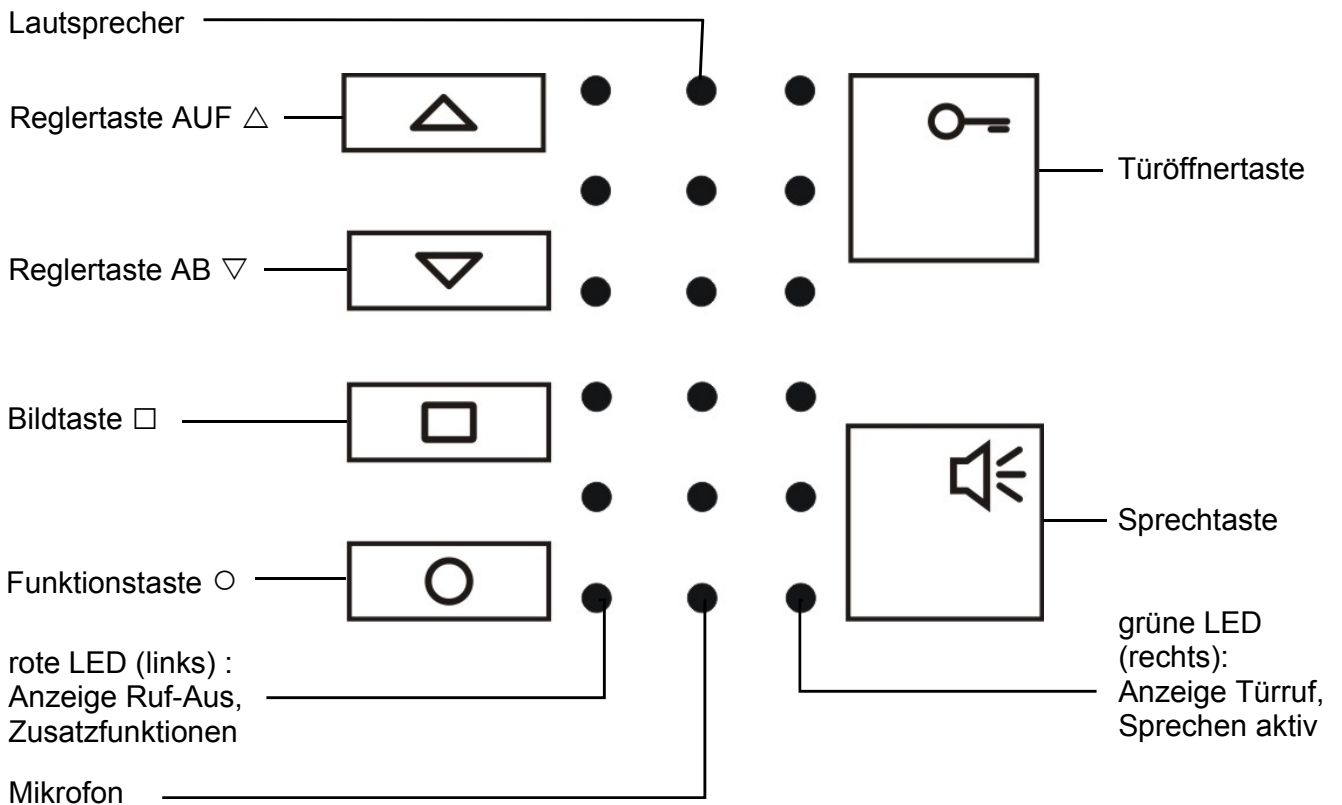 Lautsprecher
Reglertaste AUF △
Türöffnertaste
Reglertaste AB ▽
Bildtaste □
Sprechtaste
Funktionstaste ○
rote LED (links) :
Anzeige Ruf-Aus,
Zusatzfunktionen
grüne LED
(rechts):
Anzeige Türruf,
Sprechen aktiv
Mikrofon